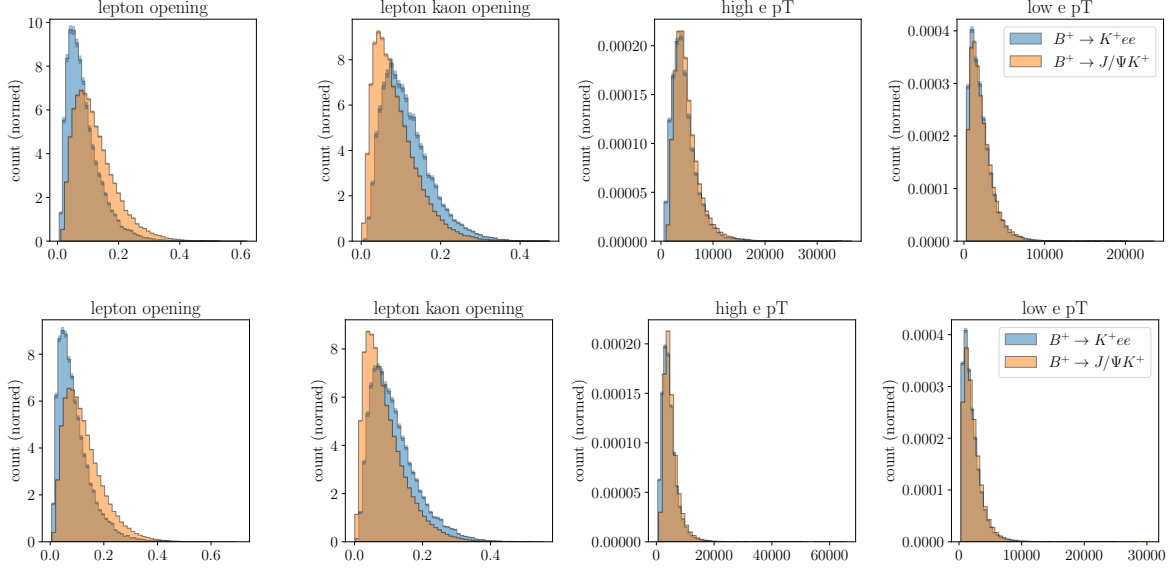 lepton opening
count (normed)
10
8
6
4
2
0
0.0 0.2 0.4 0.6
lepton kaon opening
count (normed)
8
6
4
2
0
0.0 0.2 0.4
high e pT
count (normed)
0.00020
0.00015
0.00010
0.00005
0.00000
0 10000 20000 30000
low e pT
count (normed)
0.0004
0.0003
0.0002
0.0001
0.0000
0 10000 20000
B⁺ → K⁺ee
B⁺ → J/ΨK⁺
lepton opening
count (normed)
8
6
4
2
0
0.0 0.2 0.4 0.6
lepton kaon opening
count (normed)
8
6
4
2
0
0.0 0.2 0.4
high e pT
count (normed)
0.00020
0.00015
0.00010
0.00005
0.00000
0 20000 40000 60000
low e pT
count (normed)
0.0004
0.0003
0.0002
0.0001
0.0000
0 10000 20000 30000
B⁺ → K⁺ee
B⁺ → J/ΨK⁺